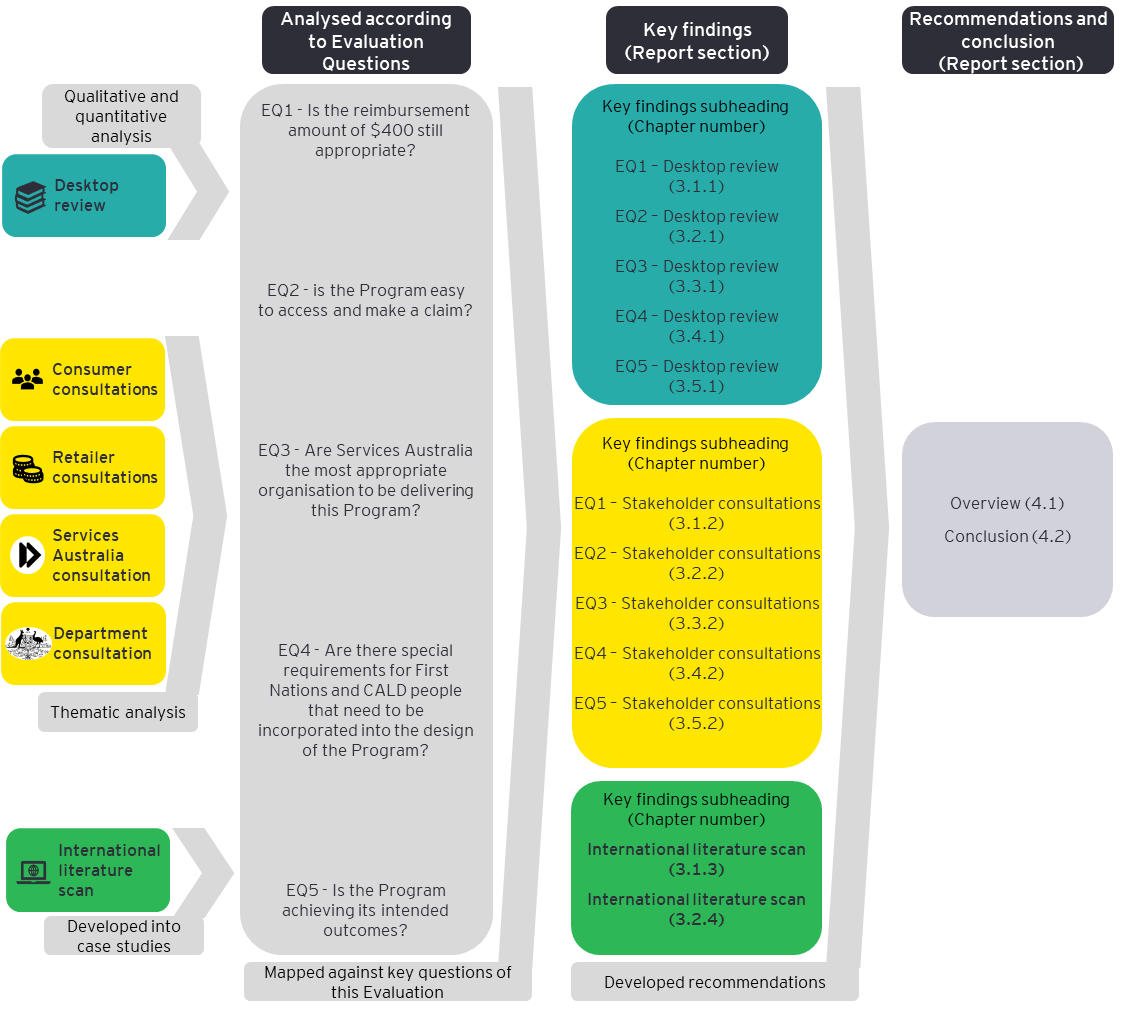 Analysed according
to Evaluation
Questions
Key findings
(Report section)
Recommendations and
conclusion
(Report section)
Qualitative and
quantitative
analysis
Desktop
review
Consumer
consultations
Retailer
consultations
Services
Australia
consultation
Department
consultation
Thematic analysis
International
literature
scan
Developed into
case studies
EQ1 - Is the reimbursement
amount of $400 still
appropriate?
EQ2 - is the Program easy
to access and make a claim?
EQ3 - Are Services Australia
the most appropriate
organisation to be delivering
this Program?
EQ4 - Are there special
requirements for First
Nations and CALD people
that need to be
incorporated into the design
of the Program?
EQ5 - Is the Program
achieving its intended
outcomes?
Mapped against key questions of
this Evaluation
Key findings subheading
(Chapter number)
EQ1 – Desktop review
(3.1.1)
EQ2 – Desktop review
(3.2.1)
EQ3 – Desktop review
(3.3.1)
EQ4 – Desktop review
(3.4.1)
EQ5 – Desktop review
(3.5.1)
Key findings subheading
(Chapter number)
EQ1 – Stakeholder consultations
(3.1.2)
EQ2 – Stakeholder consultations
(3.2.2)
EQ3 - Stakeholder consultations
(3.3.2)
EQ4 – Stakeholder consultations
(3.4.2)
EQ5 – Stakeholder consultations
(3.5.2)
Key findings subheading
(Chapter number)
International literature scan
(3.1.3)
International literature scan
(3.2.4)
Developed recommendations
Overview (4.1)
Conclusion (4.2)